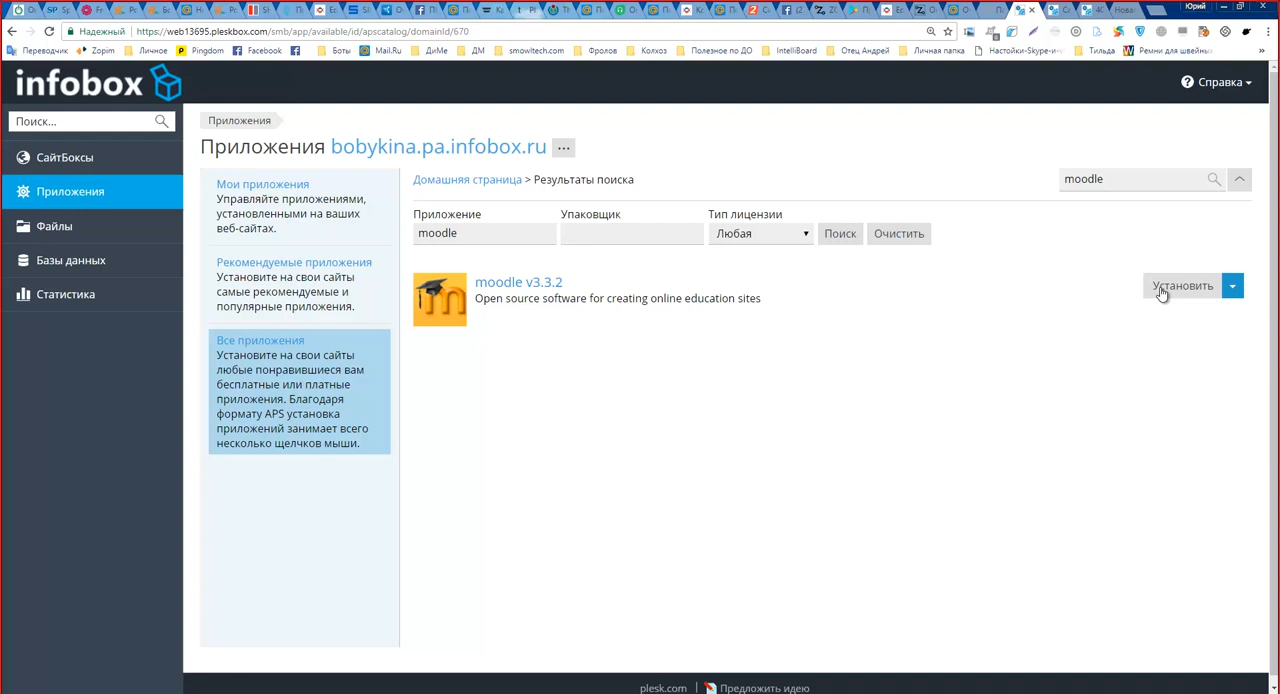 Юрий
Надежный | https://web13695.pleskbox.com/smb/app/available/id/apscatalog/domainId/670
Переводчик Zopim Личное Pingdom Facebook Боты Mail.Ru ДиМе ДМ smowltech.com Фролов Колхоз Полезное по ДО IntelliBoard Отец Андрей Личная папка Настойки-Skype-и Тильда Ремни для швейны »
infobox
Справка
Поиск...
СайтБоксы
Приложения
Файлы
Базы данных
Статистика
Приложения
Приложения bobykina.pa.infobox.ru ...
Мои приложения
Управляйте приложениями,
установленными на ваших
веб-сайтах.
Рекомендуемые приложения
Установите на свои сайты
самые рекомендуемые и
популярные приложения.
Все приложения
Установите на свои сайты
любые понравившиеся вам
бесплатные или платные
приложения. Благодаря
формату APS установка
приложений занимает всего
несколько щелчков мыши.
Домашняя страница > Результаты поиска
moodle
Приложение Упаковщик Тип лицензии
moodle Любая Поиск Очистить
moodle v3.3.2
Open source software for creating online education sites
Установить
plesk.com | Предложить идею